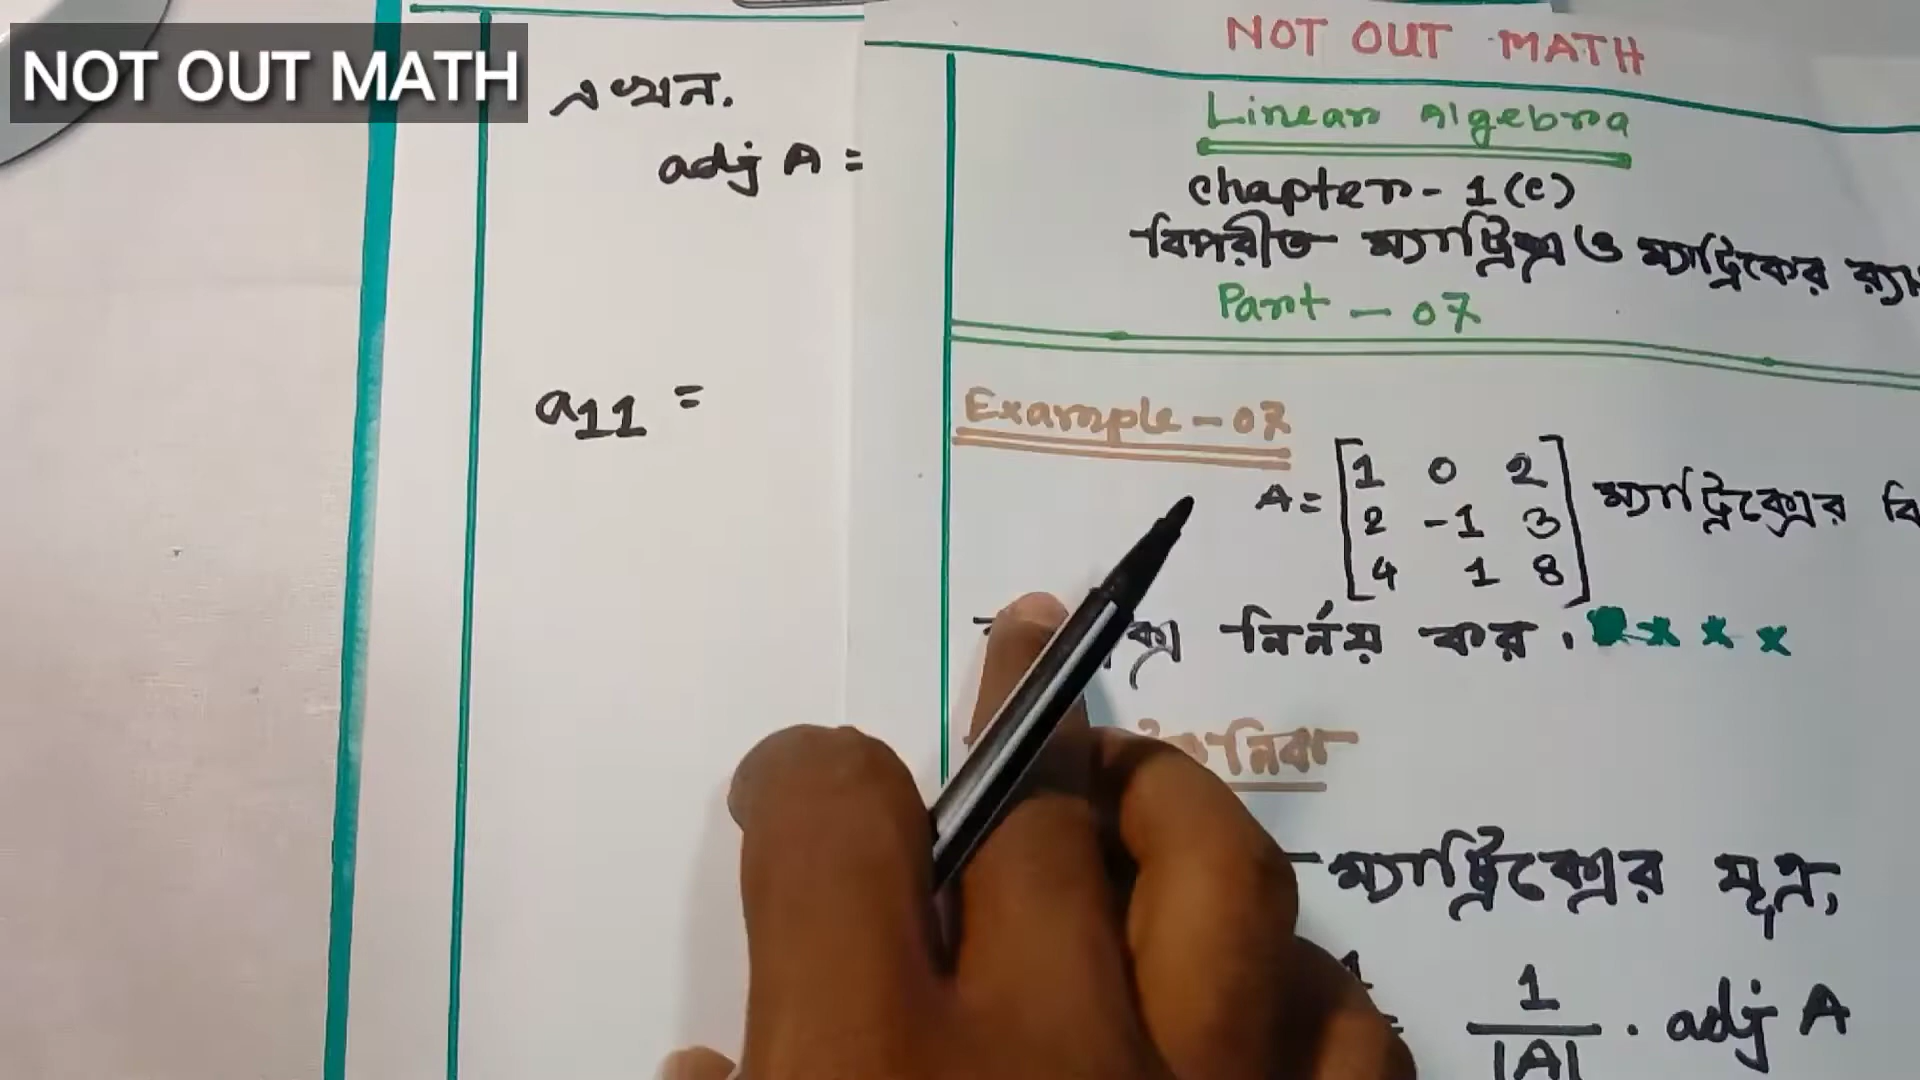 NOT OUT MATH
এখন.
adj A =
a11 =
NOT OUT MATH
Linear Algebra
chapter - 1(c)
বিপরীত ম্যাট্রিক্স ও ম্যাট্রিকের
Part - 07
Example - 07
A = [1 0 2
2 -1 3
4 1 8] ম্যাট্রিক্সের
নির্নয় কর.
ম্যাট্রিক্সের সূত্র,
1
|A| . adj A